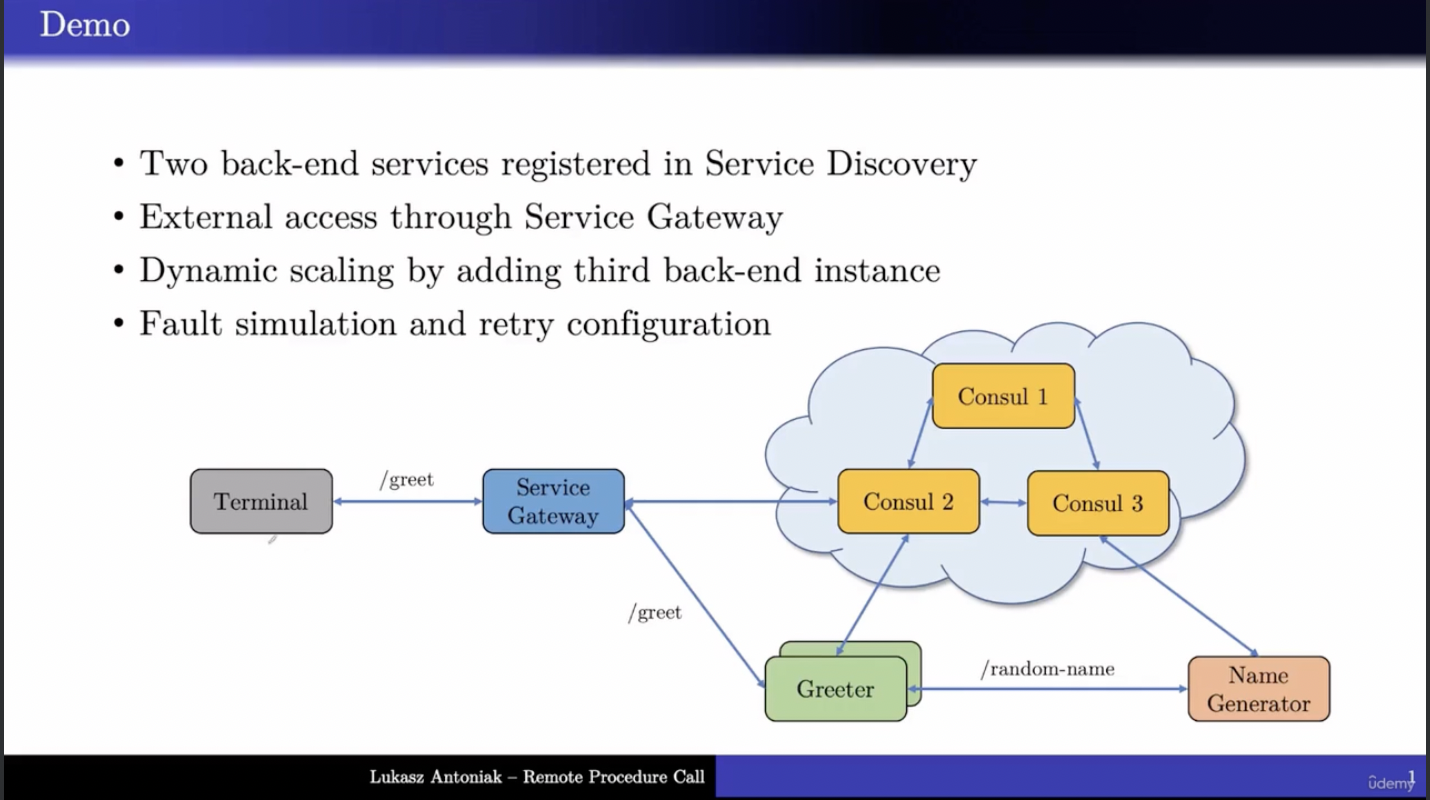 Demo
• Two back-end services registered in Service Discovery
• External access through Service Gateway
• Dynamic scaling by adding third back-end instance
• Fault simulation and retry configuration
Consul 1
Terminal
/greet
Service
Gateway
Consul 2
Consul 3
/greet
Greeter
/random-name
Name
Generator
Lukasz Antoniak – Remote Procedure Call
1
ûdemy